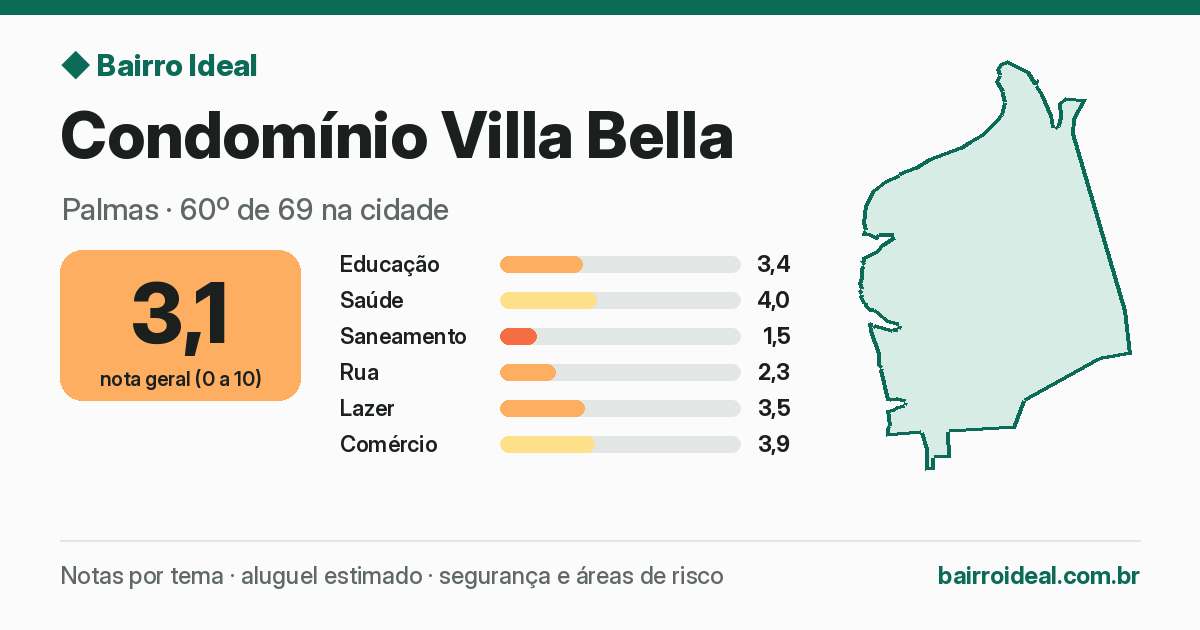 Bairro Ideal
Condomínio Villa Bella
Palmas · 60º de 69 na cidade
3,1
nota geral (0 a 10)
Educação 3,4
Saúde 4,0
Saneamento 1,5
Rua 2,3
Lazer 3,5
Comércio 3,9
Notas por tema · aluguel estimado · segurança e áreas de risco
bairroideal.com.br